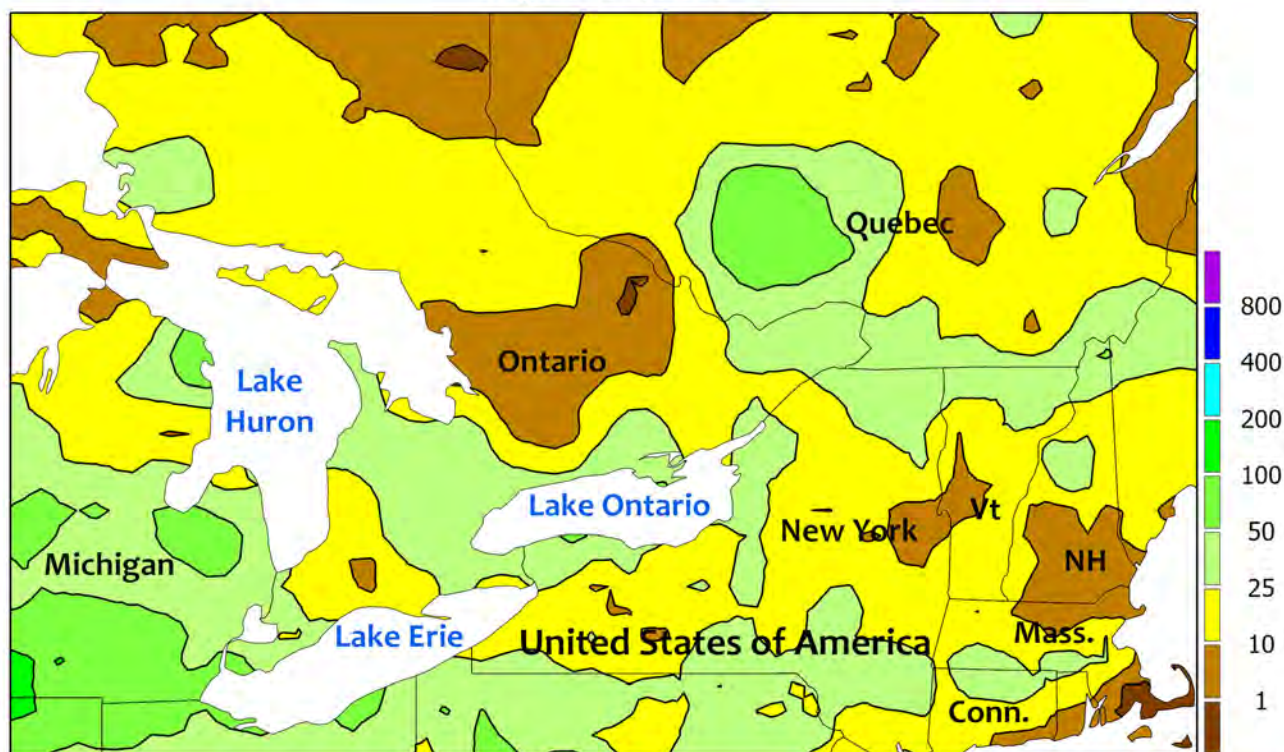 Quebec
Ontario
Lake
Huron
Lake Ontario
New York
Vt
Michigan
NH
Lake Erie
United States of America
Mass.
Conn.
800
400
200
100
50
25
10
1